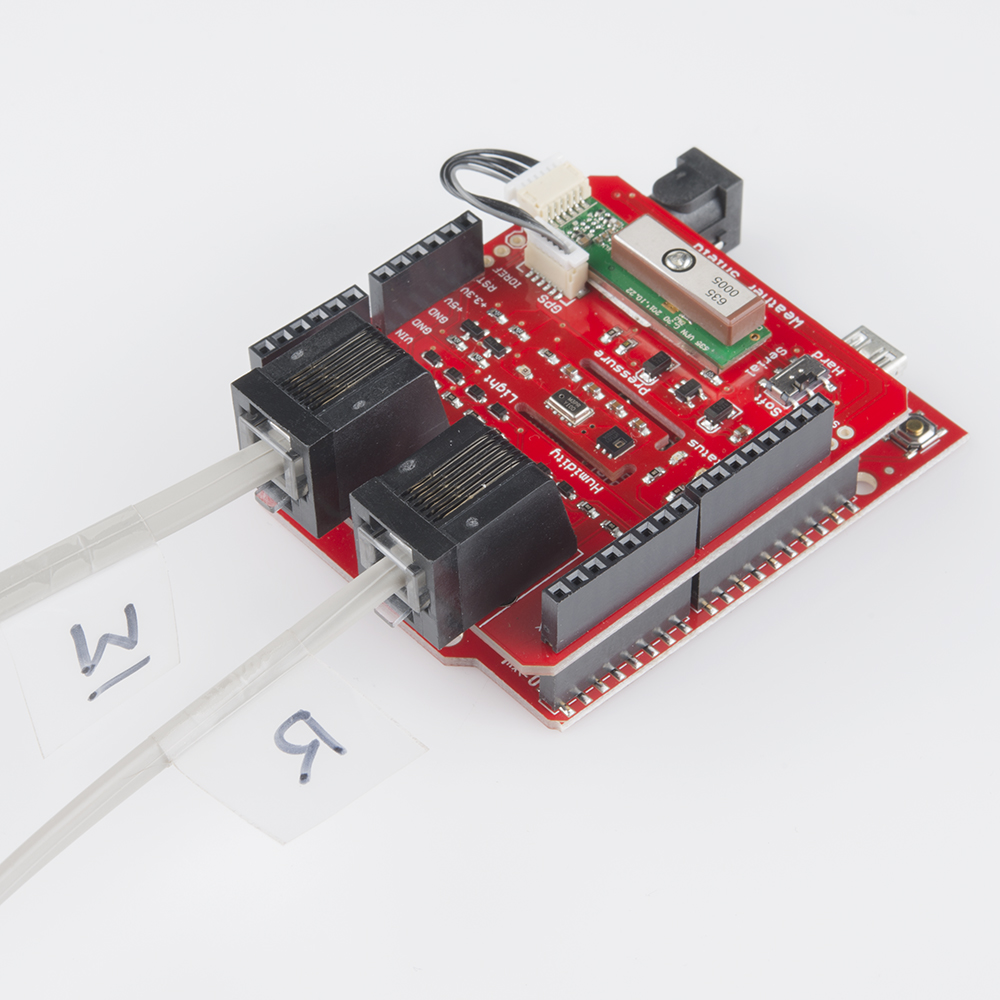 Weather
Status
Hard
Serial
Soft
GPS
IOREF
RST
+3.3V
+5V
GND
GND
VIN
Light
Pressure
Humidity
635
0005
W
R